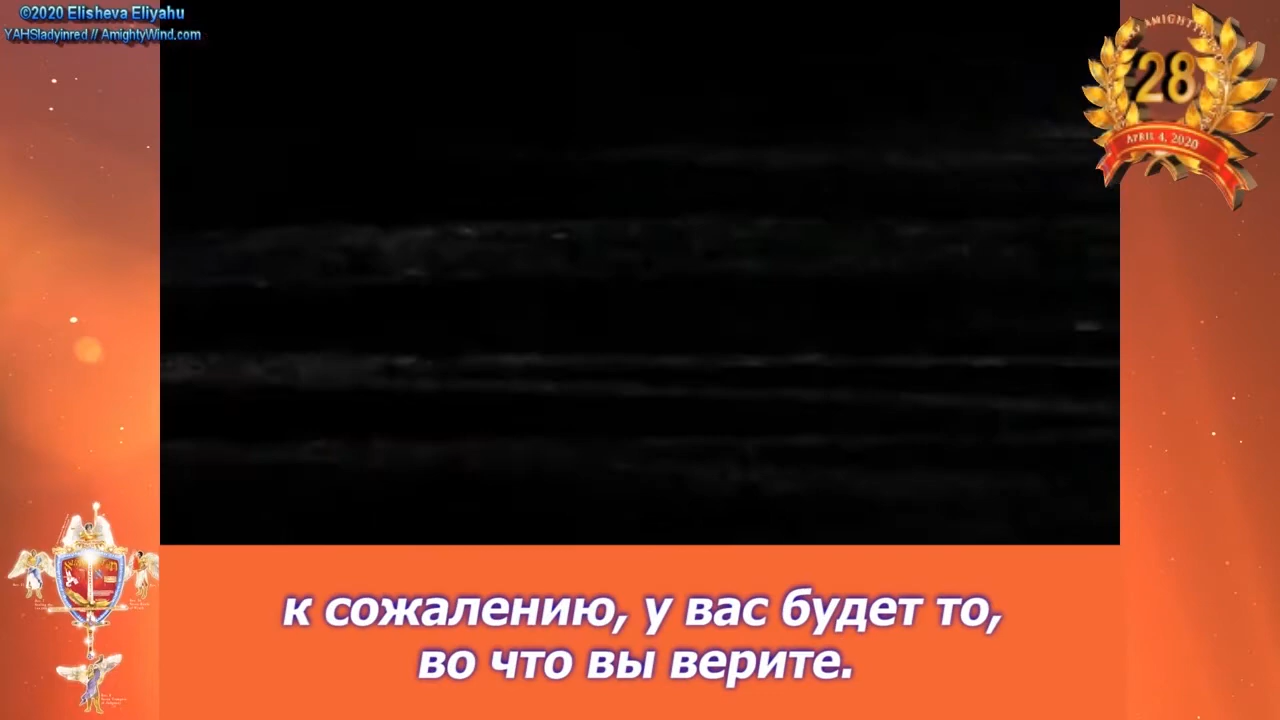 ©2020 Elisheva Eliyahu
YAHSladyinred // AmightyWind.com
28
APRIL 4, 2020
к сожалению, у вас будет то,
во что вы верите.